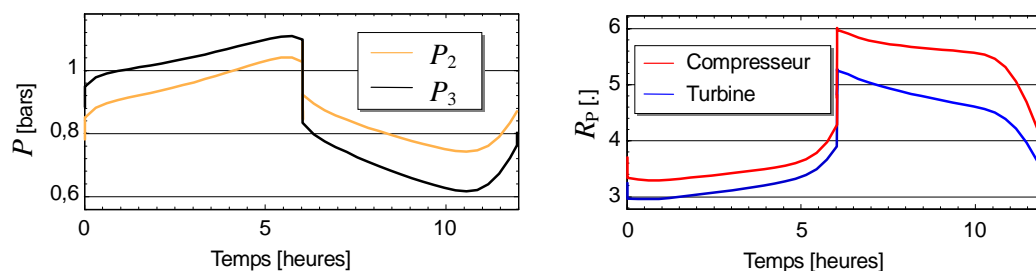 P [bars]
1
0,8
0,6
P2
P3
0 5 10
Temps [heures]
RP [.]
6
5
4
3
Compresseur
Turbine
0 5 10
Temps [heures]